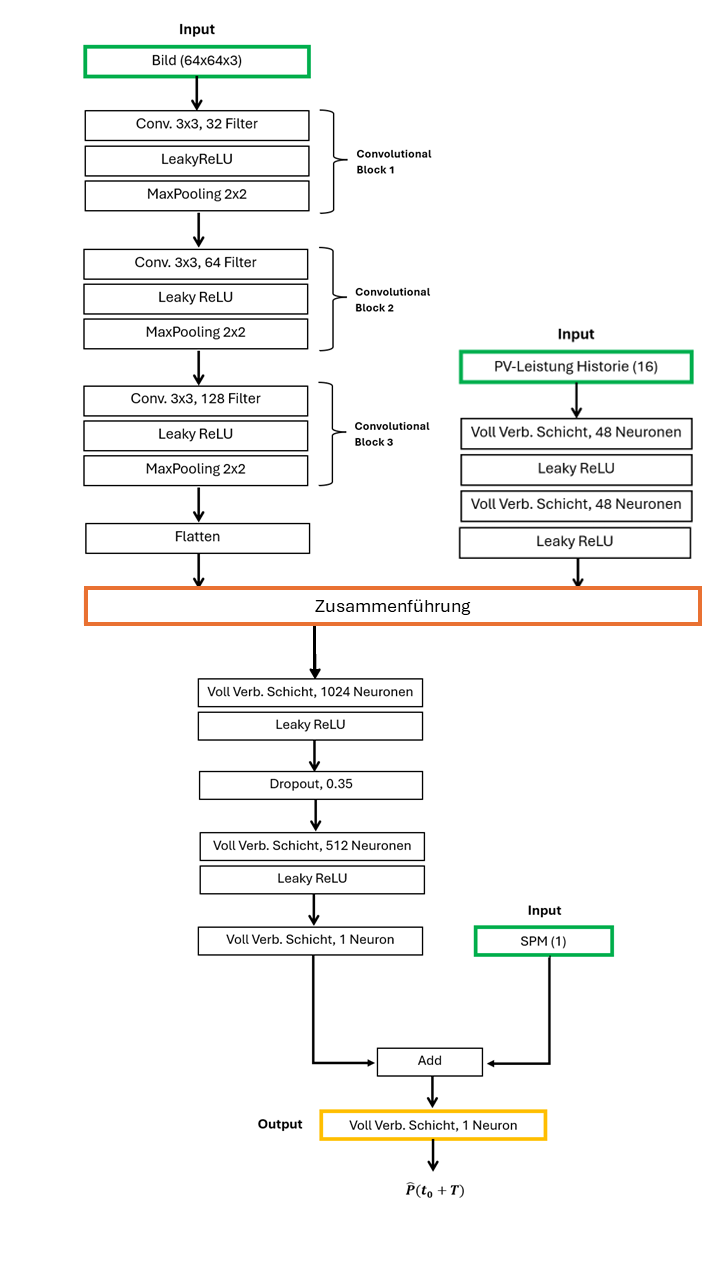 Input
Bild (64x64x3)
Conv. 3x3, 32 Filter
LeakyReLU
MaxPooling 2x2
Convolutional
Block 1
Conv. 3x3, 64 Filter
Leaky ReLU
MaxPooling 2x2
Convolutional
Block 2
Conv. 3x3, 128 Filter
Leaky ReLU
MaxPooling 2x2
Convolutional
Block 3
Flatten
Input
PV-Leistung Historie (16)
Voll Verb. Schicht, 48 Neuronen
Leaky ReLU
Voll Verb. Schicht, 48 Neuronen
Leaky ReLU
Zusammenführung
Voll Verb. Schicht, 1024 Neuronen
Leaky ReLU
Dropout, 0.35
Voll Verb. Schicht, 512 Neuronen
Leaky ReLU
Voll Verb. Schicht, 1 Neuron
Input
SPM (1)
Add
Output
Voll Verb. Schicht, 1 Neuron
P̂(t₀ + T)